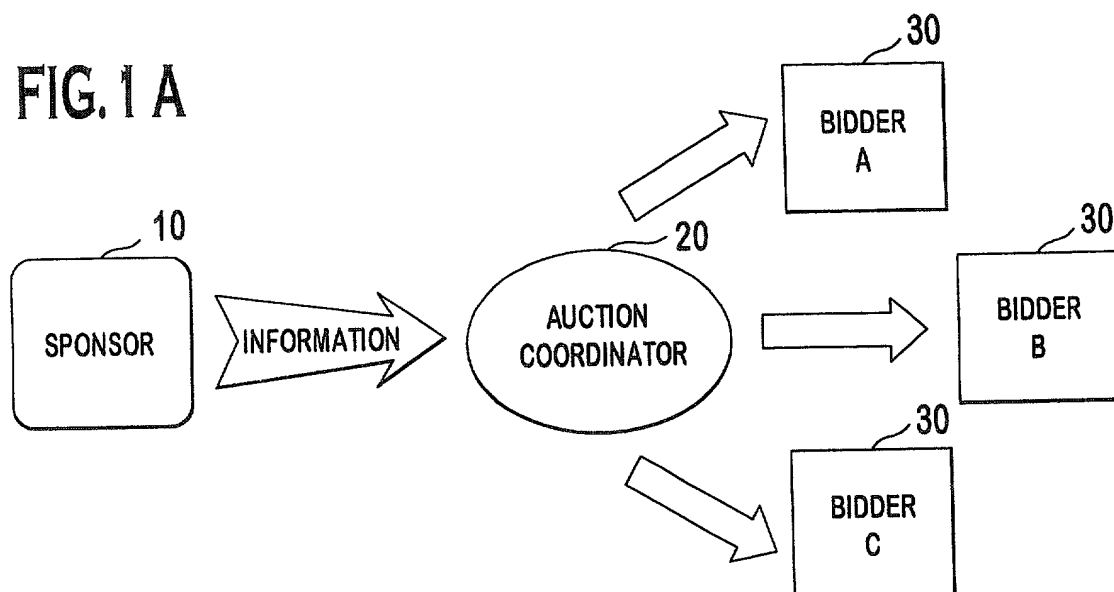 FIG. 1 A
10
SPONSOR
INFORMATION
20
AUCTION
COORDINATOR
30
BIDDER
A
30
BIDDER
B
30
BIDDER
C